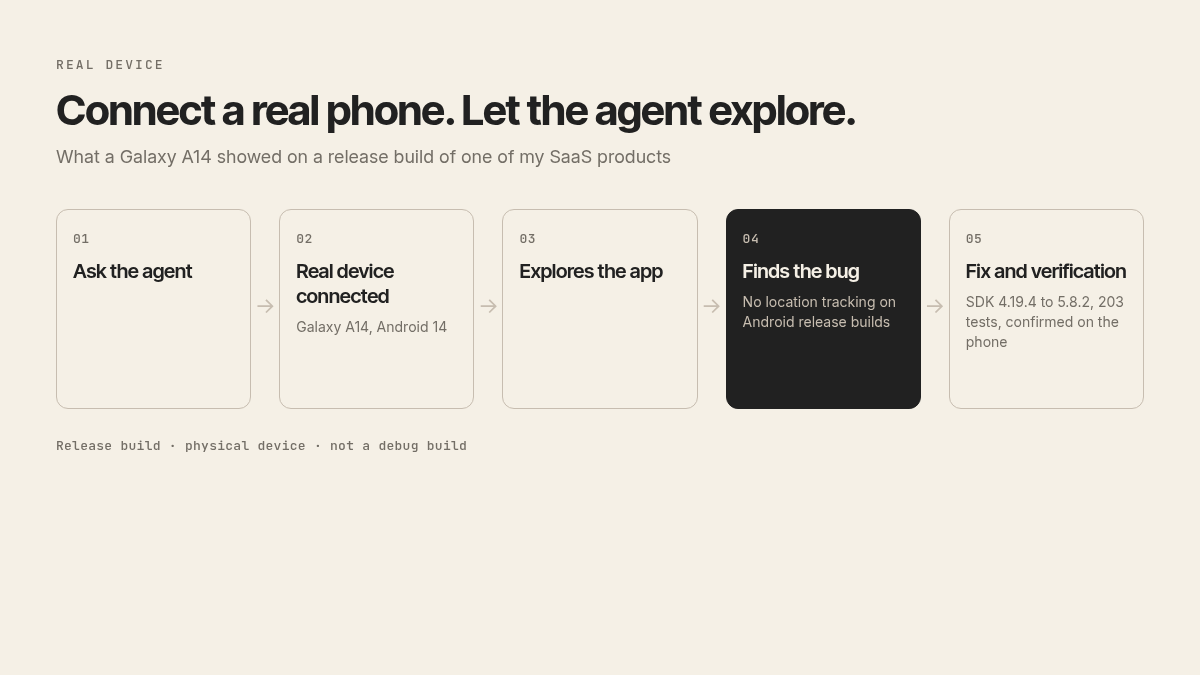 REAL DEVICE
Connect a real phone. Let the agent explore.
What a Galaxy A14 showed on a release build of one of my SaaS products
01
Ask the agent
→
02
Real device
connected
Galaxy A14, Android 14
→
03
Explores the app
→
04
Finds the bug
No location tracking on
Android release builds
→
05
Fix and verification
SDK 4.19.4 to 5.8.2, 203
tests, confirmed on the
phone
Release build · physical device · not a debug build